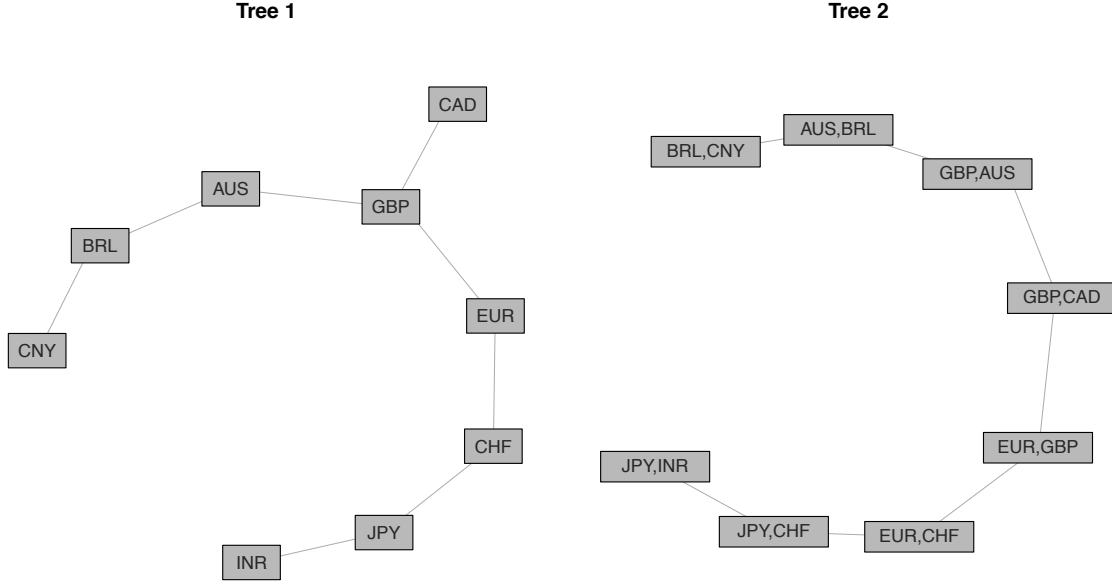 Tree 1
CAD
AUS
GBP
BRL
EUR
CNY
CHF
JPY
INR
Tree 2
AUS,BRL
BRL,CNY
GBP,AUS
GBP,CAD
EUR,GBP
JPY,INR
JPY,CHF
EUR,CHF